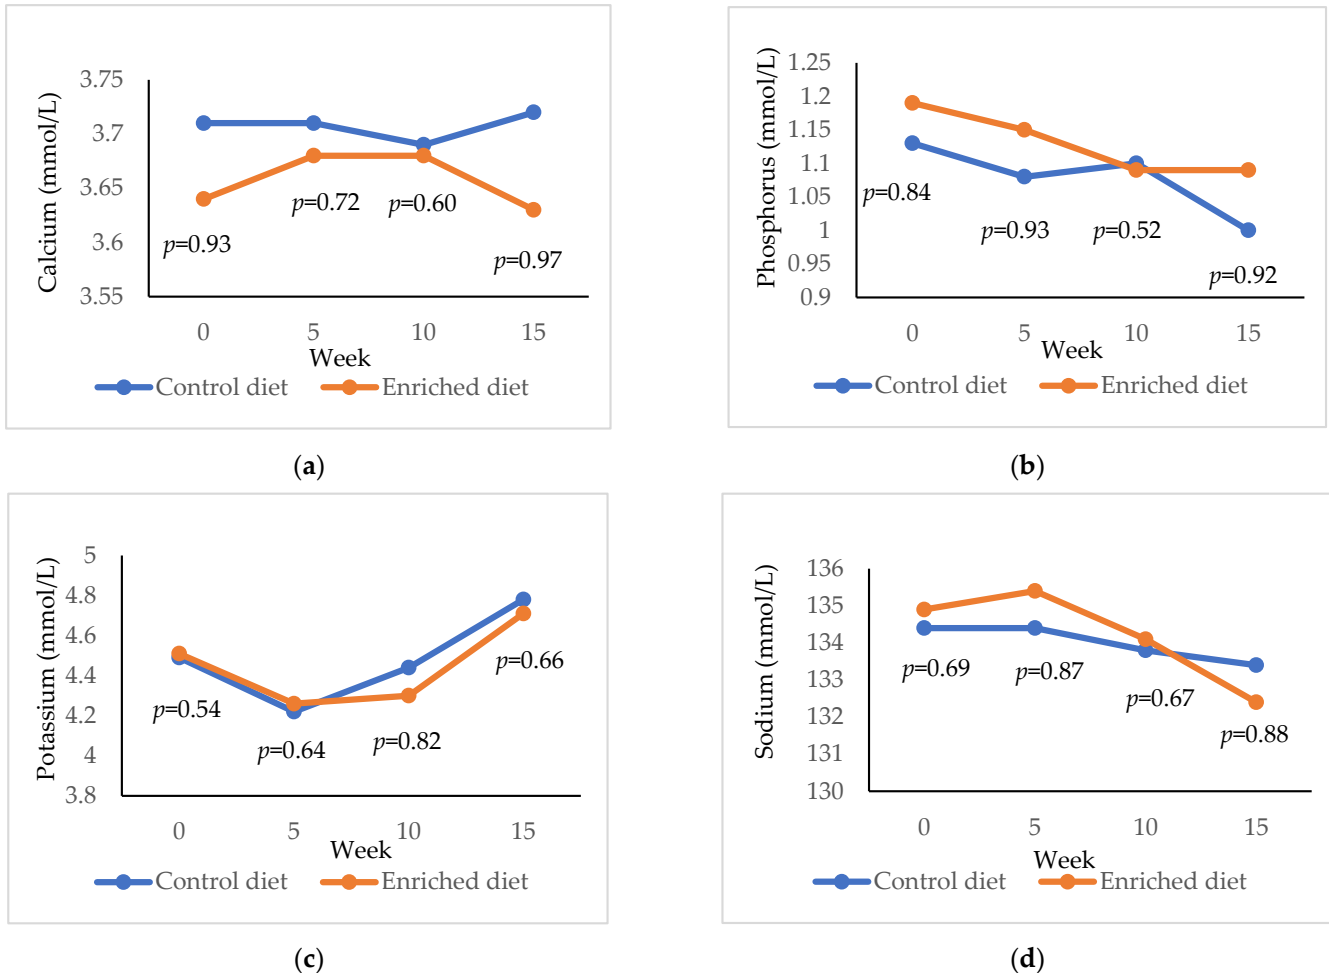 Calcium (mmol/L)
3.75
3.7
3.65
3.6
3.55
p=0.93
p=0.72
p=0.60
p=0.97
0 5 10 15
Week
Control diet Enriched diet
(a)
Phosphorus (mmol/L)
1.25
1.2
1.15
1.1
1.05
1
0.95
0.9
p=0.84
p=0.93
p=0.52
p=0.92
0 5 10 15
Week
Control diet Enriched diet
(b)
Potassium (mmol/L)
5
4.8
4.6
4.4
4.2
4
3.8
p=0.54
p=0.64
p=0.82
p=0.66
0 5 10 15
Week
Control diet Enriched diet
(c)
Sodium (mmol/L)
136
135
134
133
132
131
130
p=0.69
p=0.87
p=0.67
p=0.88
0 5 10 15
Week
Control diet Enriched diet
(d)